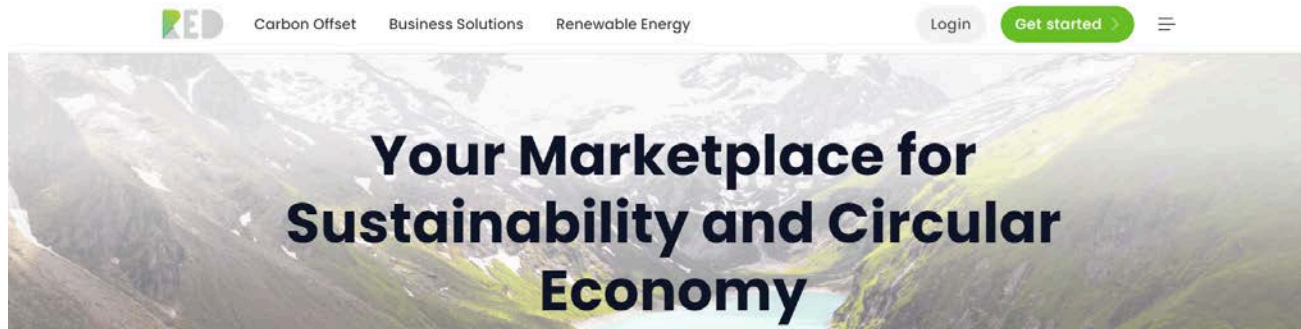 RED
Carbon Offset
Business Solutions
Renewable Energy
Login
Get started
Your Marketplace for
Sustainability and Circular
Economy